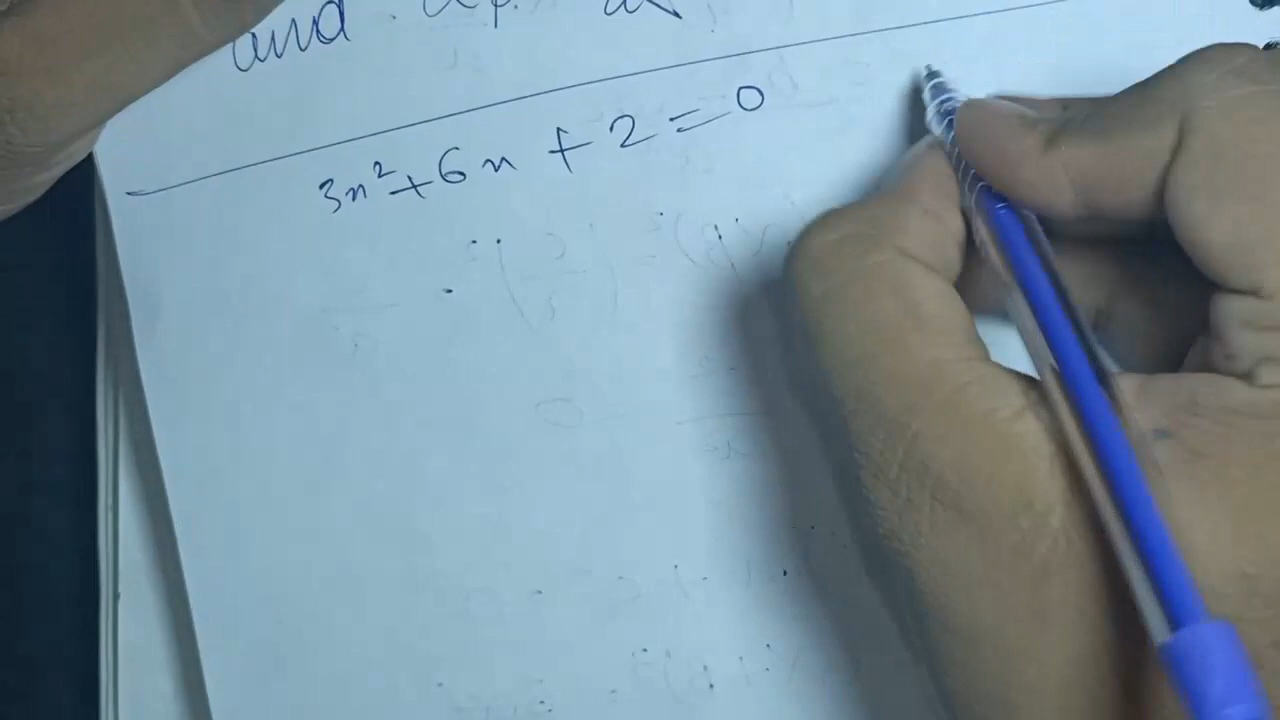 and
3x²+6x + 2 = 0